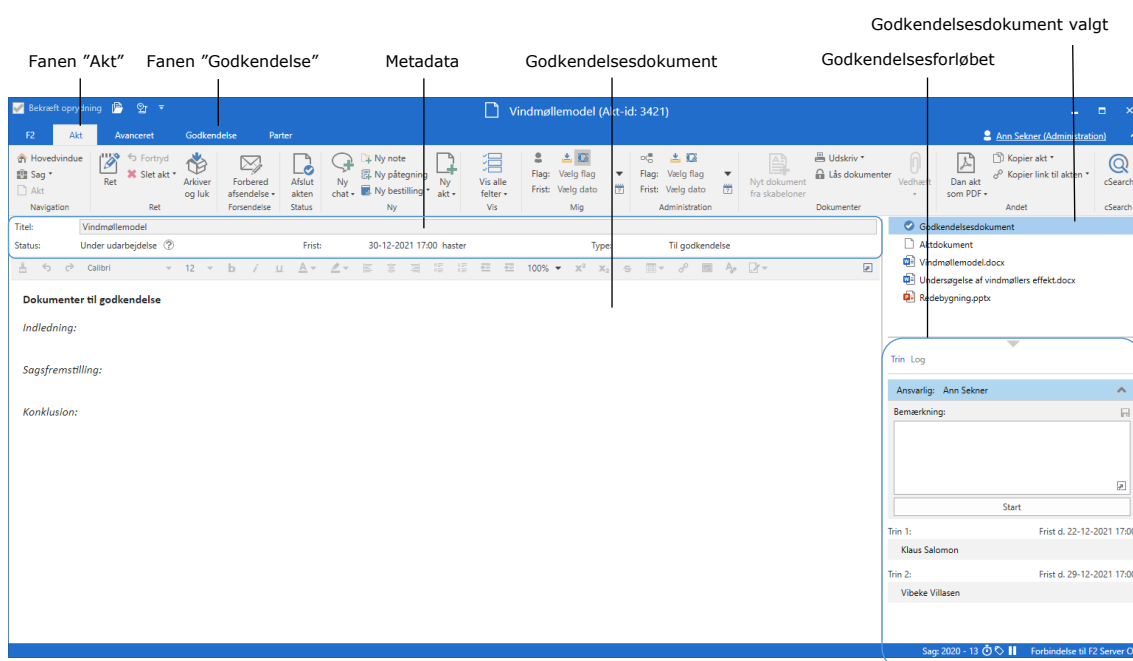 Godkendelsesdokument valgt
Fanen ”Akt” Fanen ”Godkendelse” Metadata Godkendelsesdokument Godkendelsesforløbet
Bekræft oprydning Vindmøllemodel (Akt-id: 3421)
F2 Akt Avanceret Godkendelse Parter Ann Sekner (Administration)
Hovedvindue Fortryd Ny note Udskriv Kopier akt
Sag Slet akt Ny påtegning Flag: Vælg flag Flag: Vælg flag Lås dokumenter Kopier link til akten
Akt Ret Arkiver og luk Forbered afsendelse Afslut akten Ny chat Ny bestilling Ny akt Vis alle felter Frist: Vælg dato Frist: Vælg dato Nyt dokument fra skabeloner Vedhæft Dan akt som PDF cSearch
Navigation Ret Forsendelse Status Ny Vis Mig Administration Dokumenter Andet cSearch
Titel: Vindmøllemodel
Status: Under udarbejdelse Frist: 30-12-2021 17:00 haster Type: Til godkendelse
Calibri 12 b i u A 100% x² x₂ S
Dokumenter til godkendelse
Indledning:
Sagsfremstilling:
Konklusion:
Godkendelsesdokument
Aktdokument
Vindmøllemodel.docx
Undersøgelse af vindmøllers effekt.docx
Redebygning.pptx
Trin Log
Ansvarlig: Ann Sekner
Bemærkning:
Start
Trin 1: Frist d. 22-12-2021 17:00
Klaus Salomon
Trin 2: Frist d. 29-12-2021 17:00
Vibeke Villasen
Sag: 2020 - 13 Forbindelse til F2 Server O